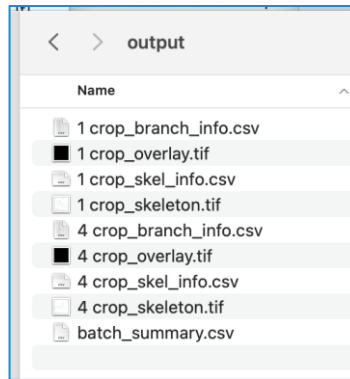 output
Name
1 crop_branch_info.csv
1 crop_overlay.tif
1 crop_skel_info.csv
1 crop_skeleton.tif
4 crop_branch_info.csv
4 crop_overlay.tif
4 crop_skel_info.csv
4 crop_skeleton.tif
batch_summary.csv